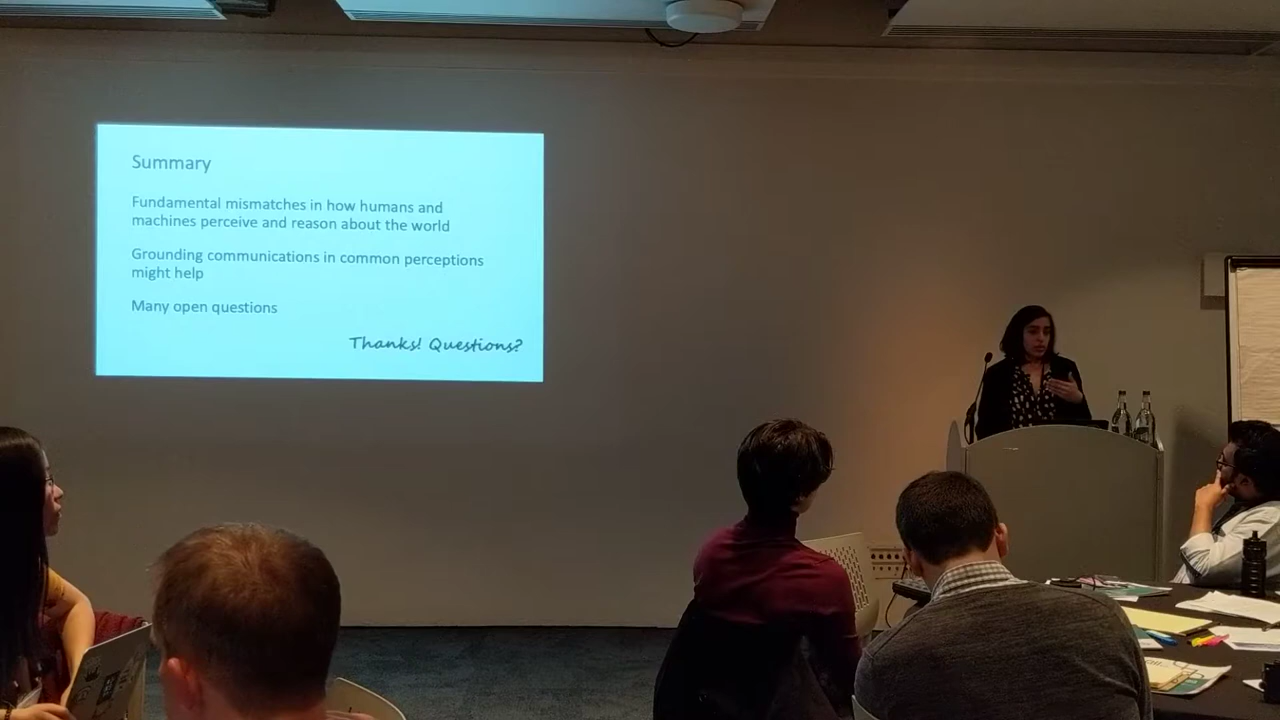 Summary
Fundamental mismatches in how humans and
machines perceive and reason about the world
Grounding communications in common perceptions
might help
Many open questions
Thanks! Questions?